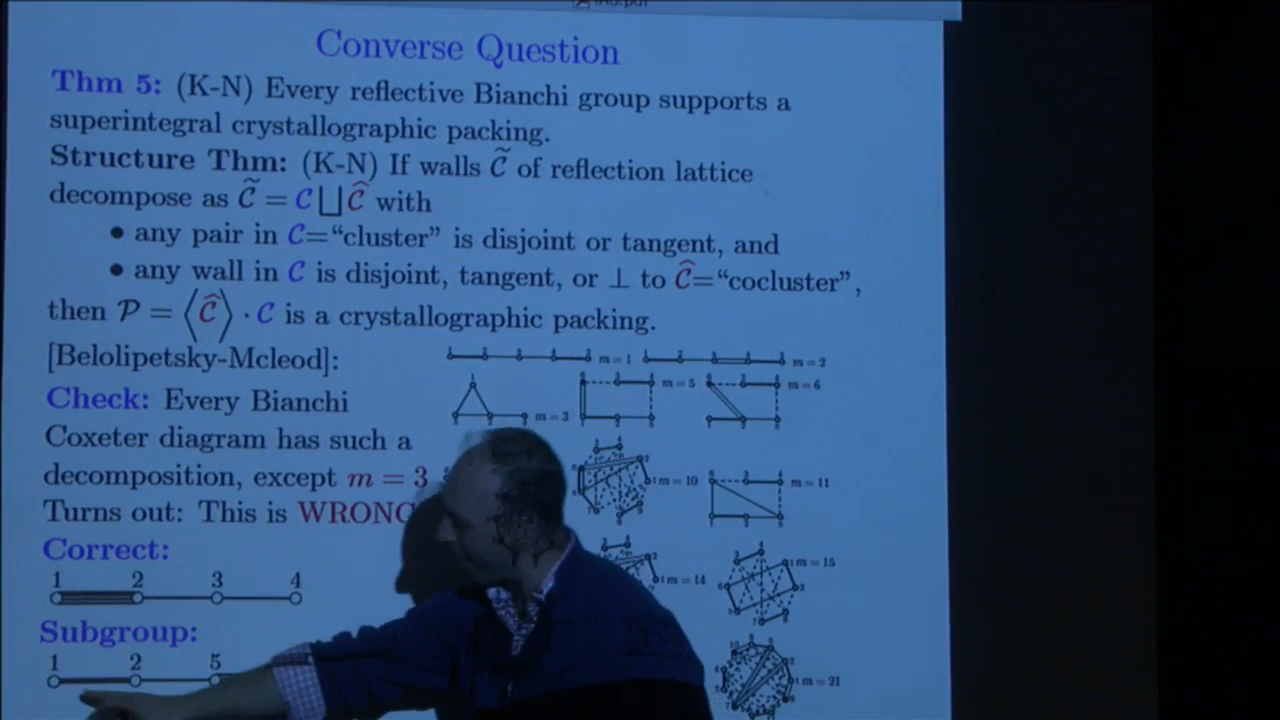 Converse Question
Thm 5: (K-N) Every reflective Bianchi group supports a
superintegral crystallographic packing.
Structure Thm: (K-N) If walls C̃ of reflection lattice
decompose as C̃ = C ⨆ Ĉ with
• any pair in C=“cluster” is disjoint or tangent, and
• any wall in C is disjoint, tangent, or ⊥ to Ĉ=“cocluster”,
then P = ⟨Ĉ⟩ · C is a crystallographic packing.
[Belolipetsky-Mcleod]:
m = 1
m = 2
Check: Every Bianchi
m = 3
m = 5
m = 6
Coxeter diagram has such a
decomposition, except m = 3
m = 10
m = 11
Turns out: This is WRONG
Correct:
1 2 3 4
m = 14
m = 15
Subgroup:
1 2 5
m = 21